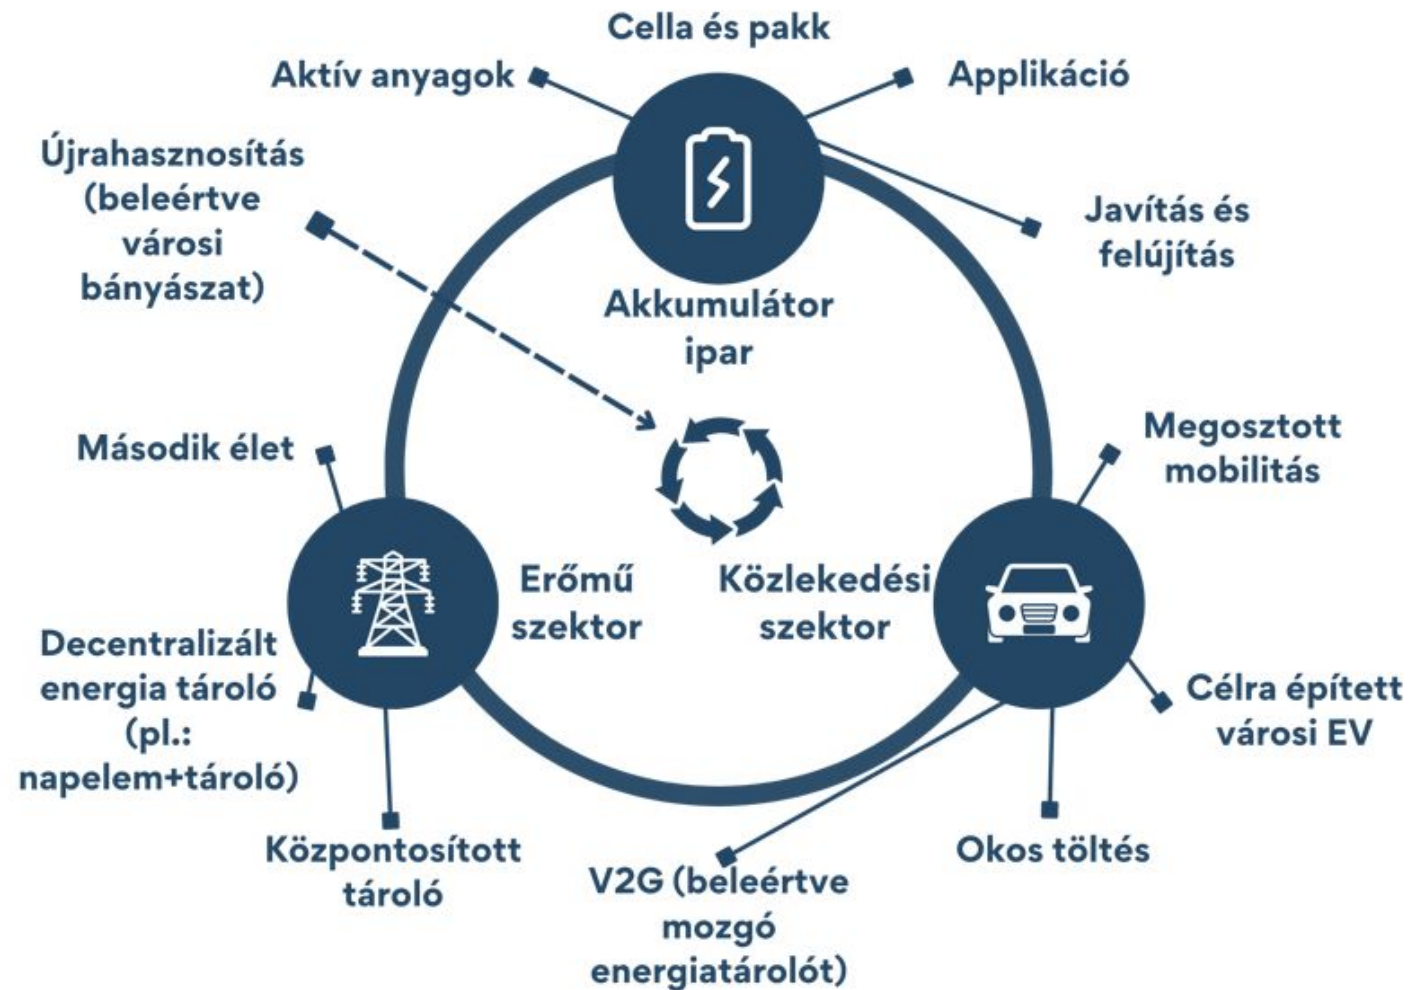 Cella és pakk
Aktív anyagok
Applikáció
Újrahasznosítás
(beleértve
városi
bányászat)
Javítás és
felújítás
Akkumulátor
ipar
Második élet
Megosztott
mobilitás
Erőmű
szektor
Közlekedési
szektor
Decentralizált
energia tároló
(pl.:
napelem+tároló)
Célra épített
városi EV
Központosított
tároló
V2G (beleértve
mozgó
energiatárolót)
Okos töltés